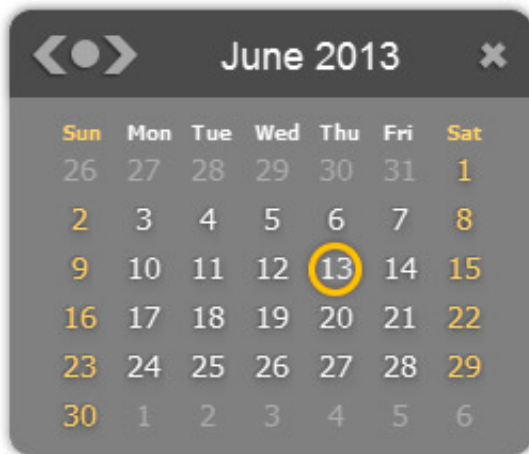 June 2013
Sun Mon Tue Wed Thu Fri Sat
26 27 28 29 30 31 1
2 3 4 5 6 7 8
9 10 11 12 13 14 15
16 17 18 19 20 21 22
23 24 25 26 27 28 29
30 1 2 3 4 5 6